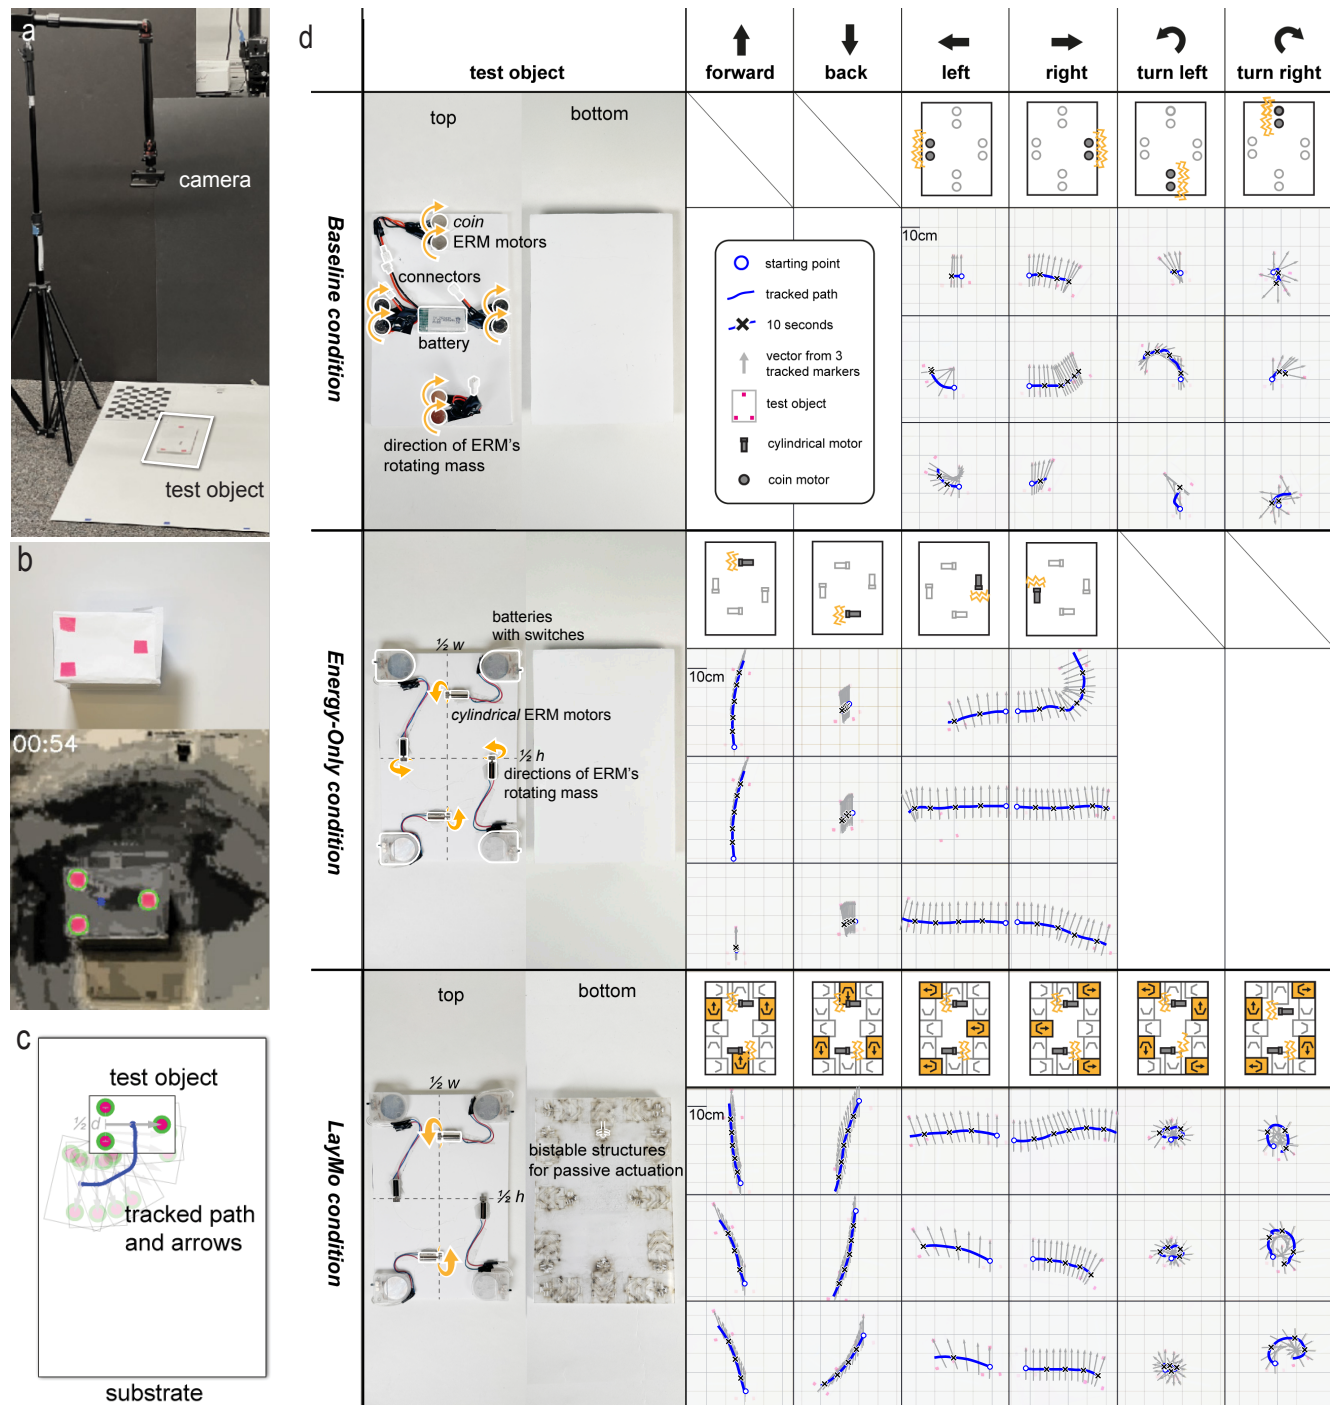 a
camera
test object
b
00:54
c
test object
½ d
tracked path
and arrows
substrate
d
test object
forward
back
left
right
turn left
turn right
Baseline condition
top
bottom
coin
ERM motors
connectors
battery
direction of ERM's
rotating mass
starting point
tracked path
10 seconds
vector from 3
tracked markers
test object
cylindrical motor
coin motor
10cm
Energy-Only condition
batteries
with switches
½ w
cylindrical ERM motors
½ h
directions of ERM's
rotating mass
10cm
LayMo condition
top
bottom
½ w
bistable structures
for passive actuation
½ h
10cm